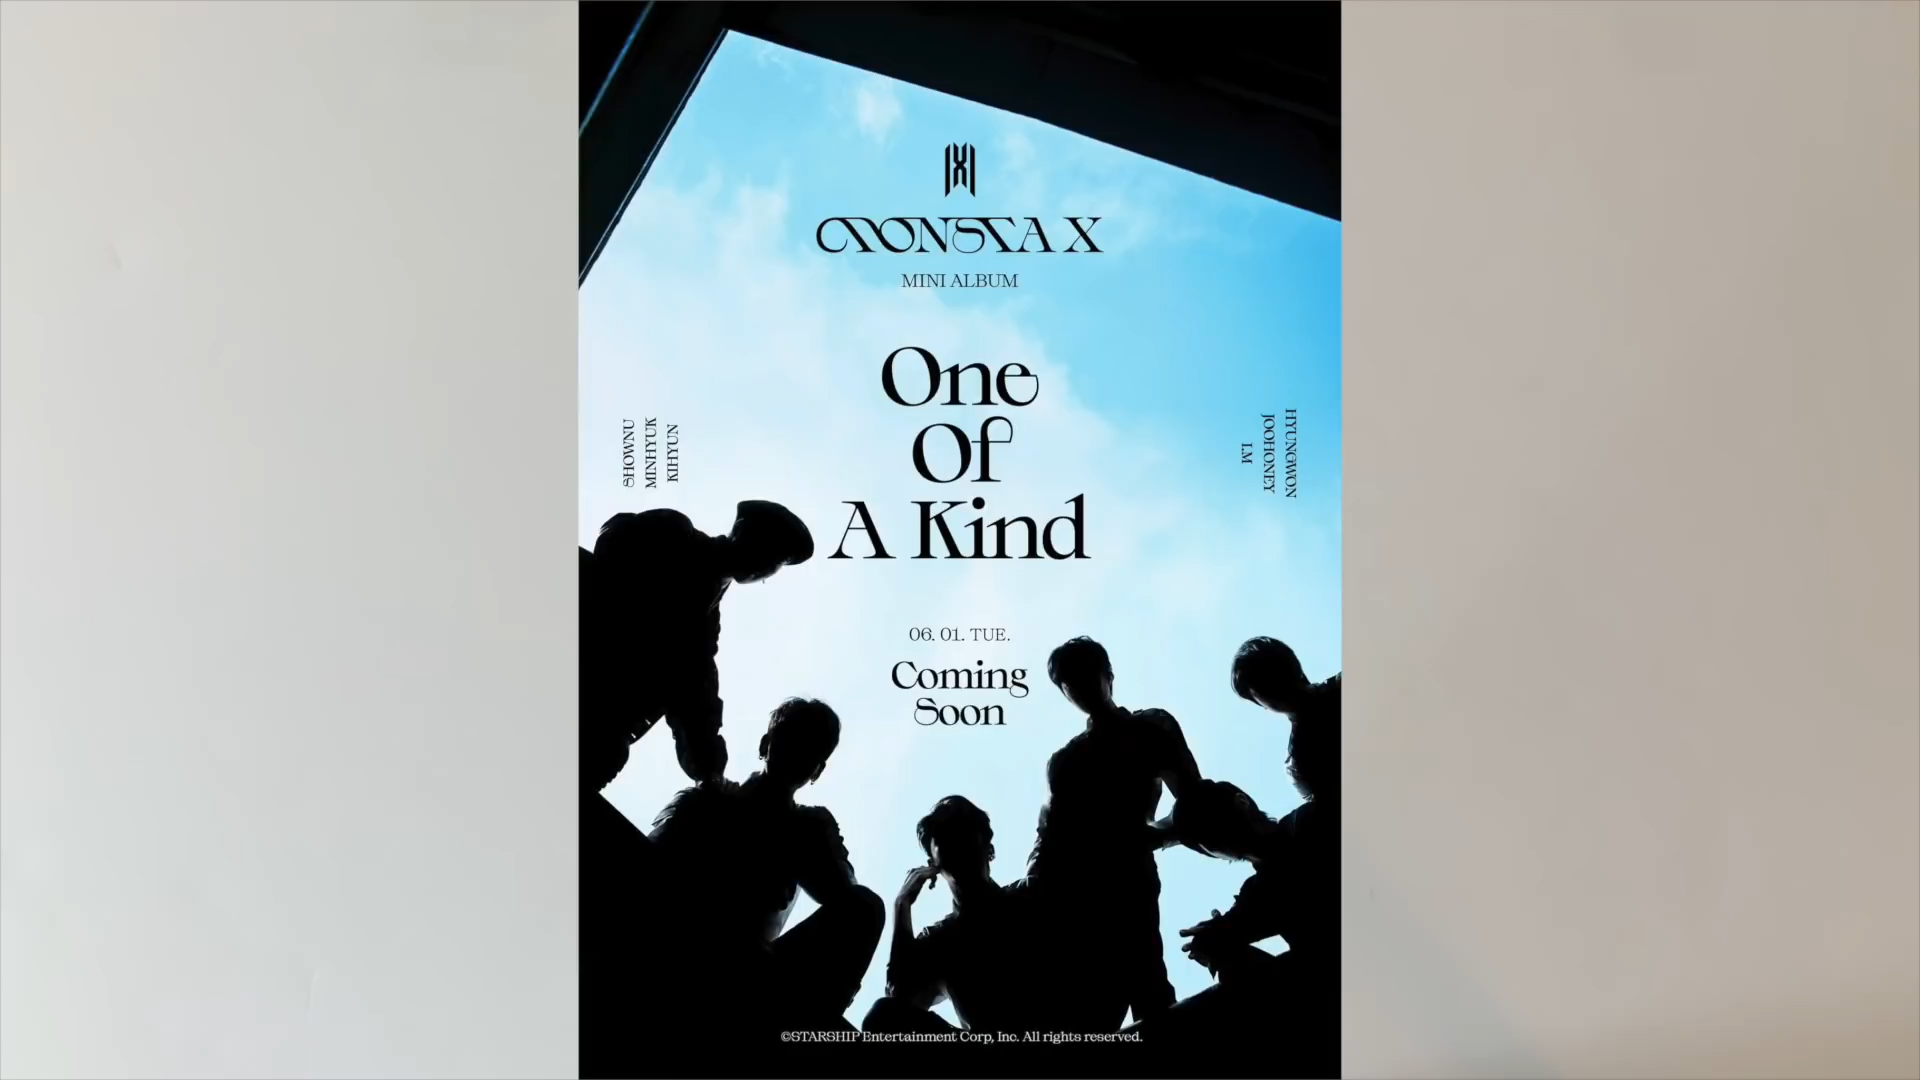 MONSTA X
MINI ALBUM
One
Of
A Kind
SHOWNU
MINHYUK
KIHYUN
HYUNGWON
JOOHONEY
I.M
06. 01. TUE.
Coming
Soon
©STARSHIP Entertainment Corp, Inc. All rights reserved.